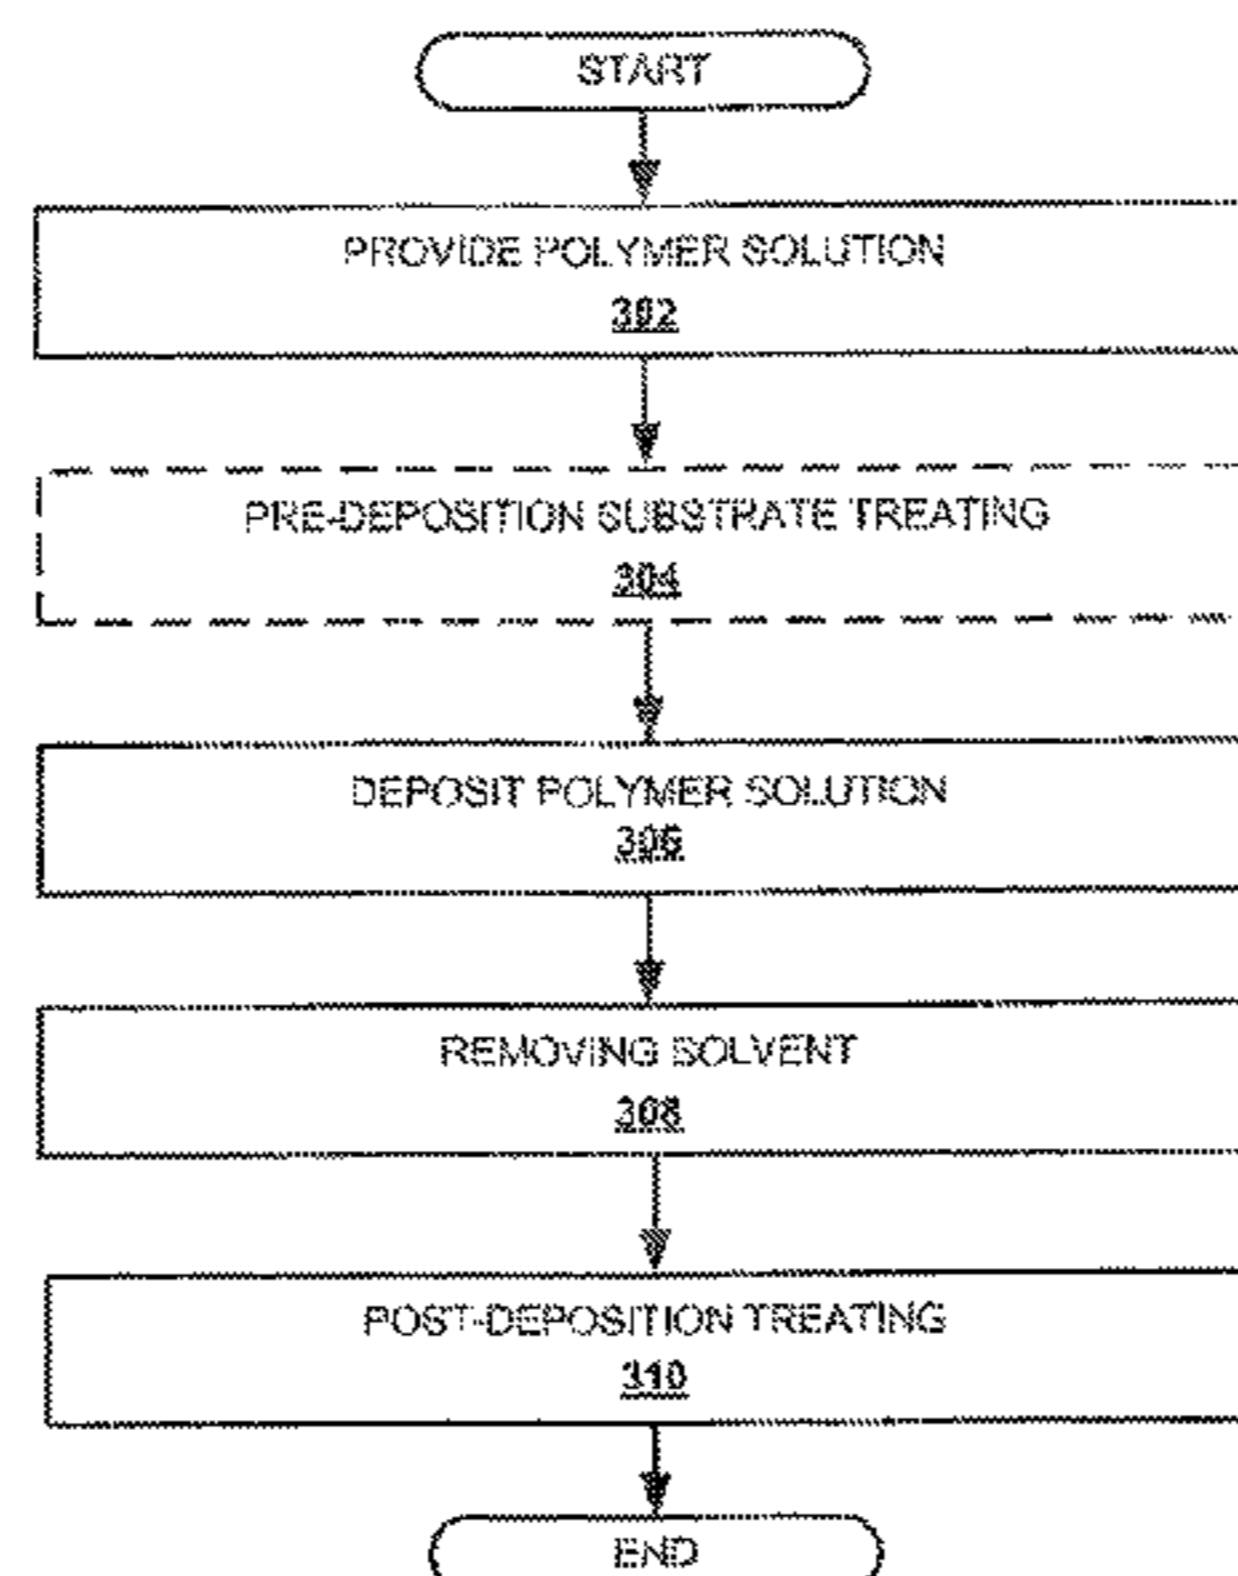 START
PROVIDE POLYMER SOLUTION
302
PRE-DEPOSITION SUBSTRATE TREATING
304
DEPOSIT POLYMER SOLUTION
306
REMOVING SOLVENT
308
POST-DEPOSITION TREATING
310
END